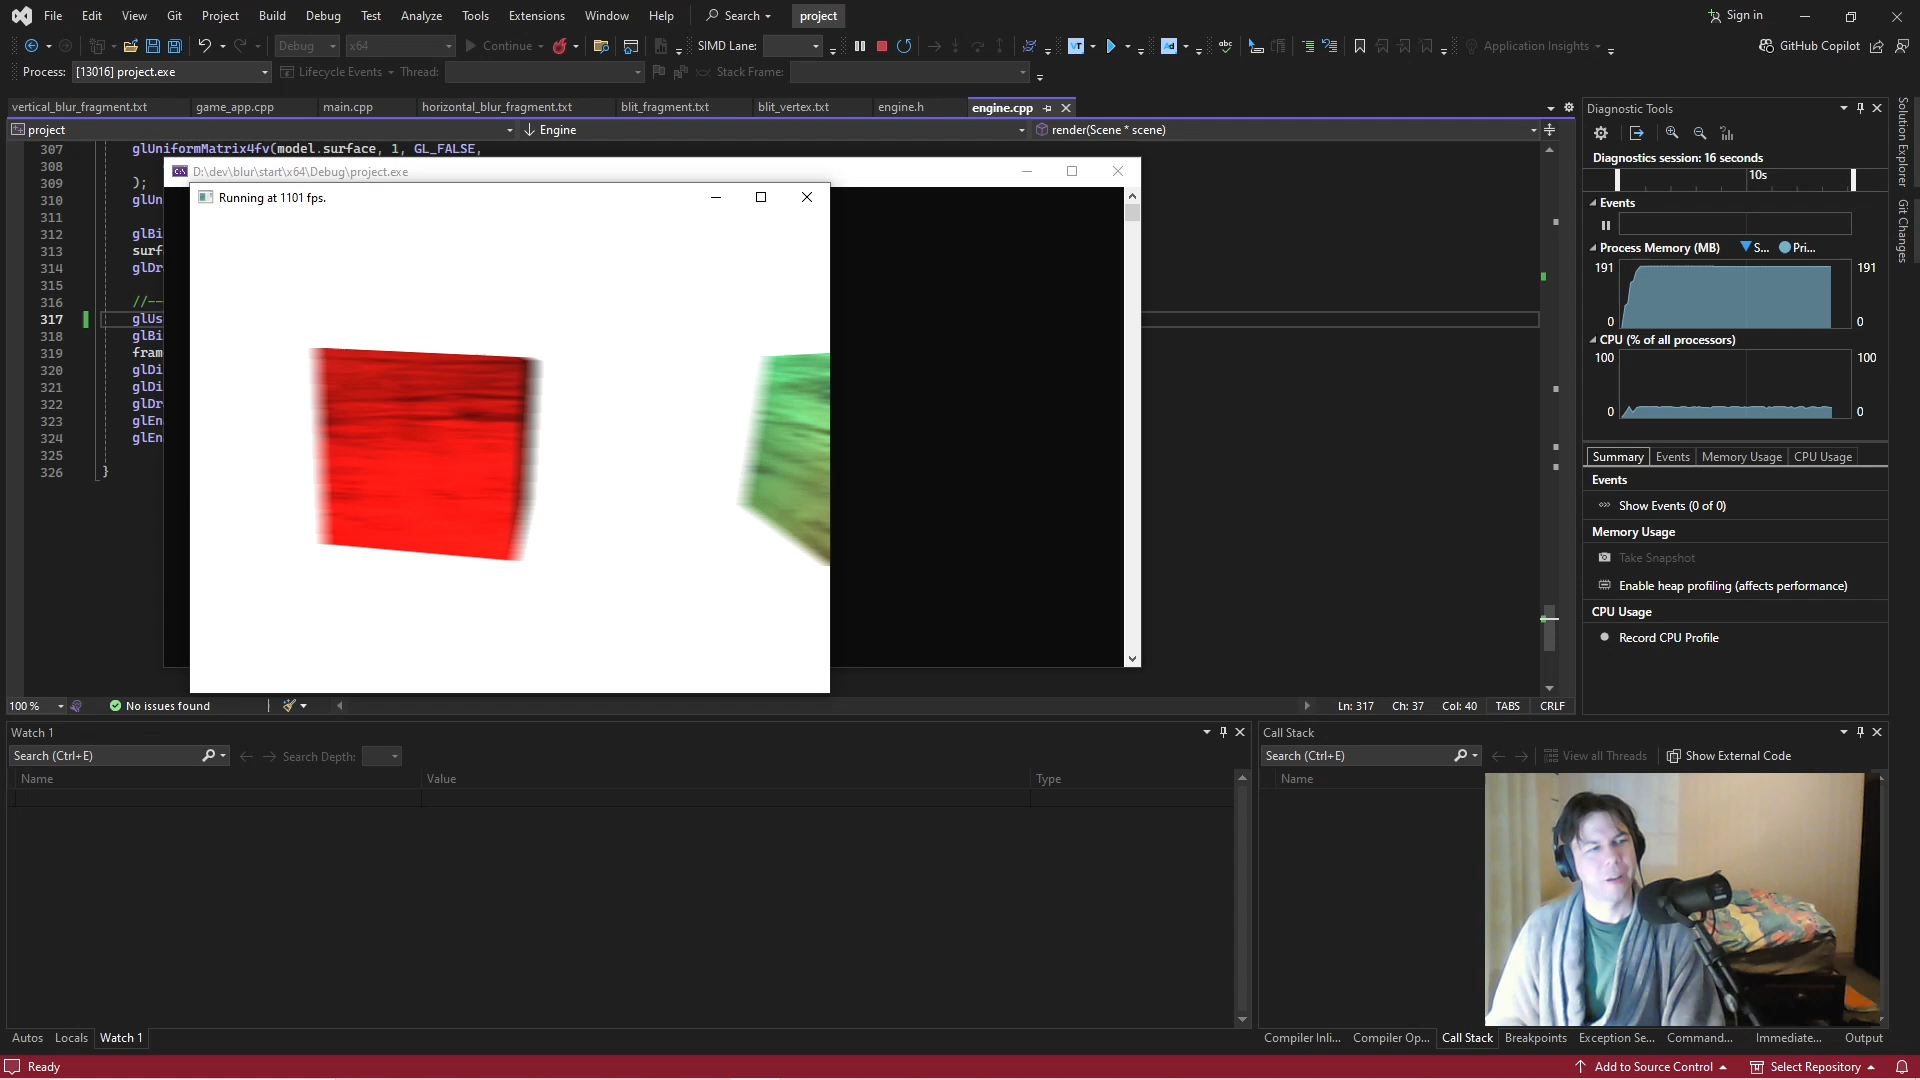 File Edit View Git Project Build Debug Test Analyze Tools Extensions Window Help Search project Sign in
Debug x64 Continue SIMD Lane: VT Ad abc Application Insights GitHub Copilot
Process: [13016] project.exe Lifecycle Events Thread: Stack Frame:
vertical_blur_fragment.txt game_app.cpp main.cpp horizontal_blur_fragment.txt blit_fragment.txt blit_vertex.txt engine.h engine.cpp
project Engine render(Scene * scene)
307 glUniformMatrix4fv(model.surface, 1, GL_FALSE,
308
309 );
310 glUn
311
312 glBi
313 surf
314 glDr
315
316 //--
317 glUs
318 glBi
319 fram
320 glDi
321 glDi
322 glDr
323 glEn
324 glEn
325
326 }
C:\ D:\dev\blur\start\x64\Debug\project.exe
Running at 1101 fps.
100 % No issues found Ln: 317 Ch: 37 Col: 40 TABS CRLF
Diagnostic Tools
Diagnostics session: 16 seconds
10s
Events
Process Memory (MB) S... Pri...
191 191
0 0
CPU (% of all processors)
100 100
0 0
Summary Events Memory Usage CPU Usage
Events
Show Events (0 of 0)
Memory Usage
Take Snapshot
Enable heap profiling (affects performance)
CPU Usage
Record CPU Profile
Solution Explorer
Git Changes
Watch 1
Search (Ctrl+E) Search Depth:
Name Value Type
Autos Locals Watch 1
Call Stack
Search (Ctrl+E) View all Threads Show External Code
Name
Compiler Inli... Compiler Op... Call Stack Breakpoints Exception Se... Command... Immediate... Output
Ready Add to Source Control Select Repository